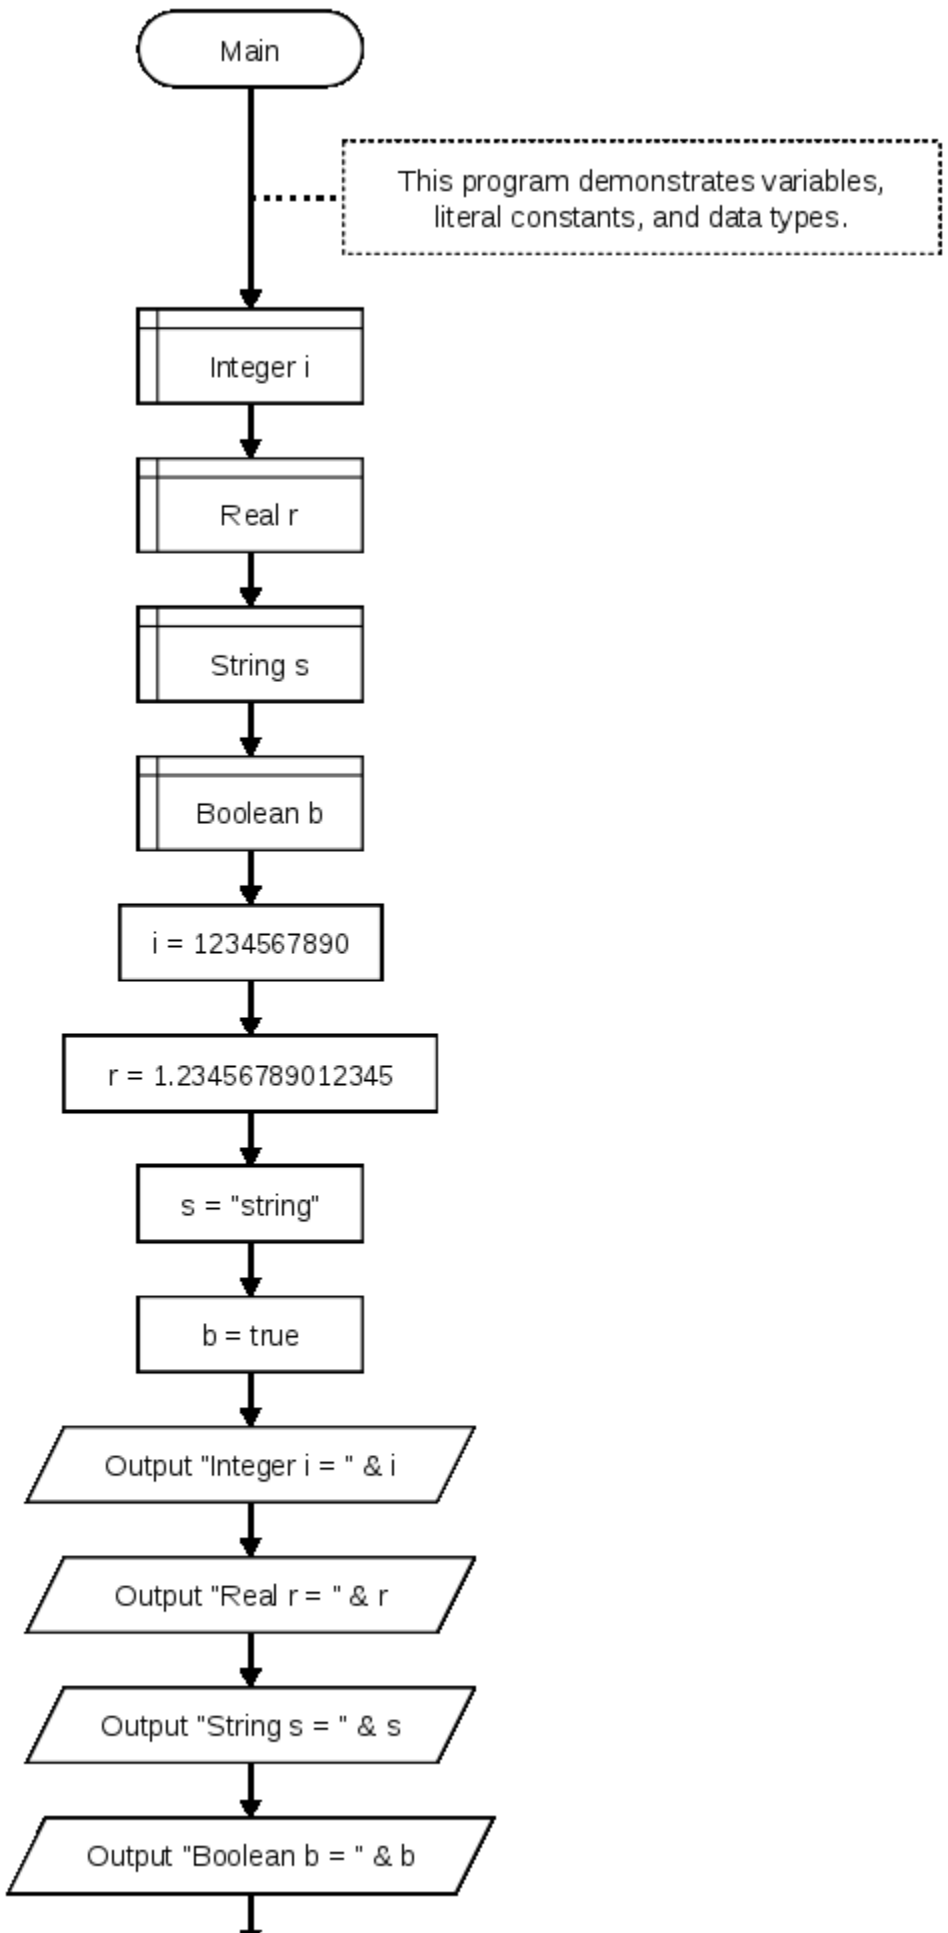 Main
This program demonstrates variables,
literal constants, and data types.
Integer i
Real r
String s
Boolean b
i = 1234567890
r = 1.23456789012345
s = "string"
b = true
Output "Integer i = " & i
Output "Real r = " & r
Output "String s = " & s
Output "Boolean b = " & b